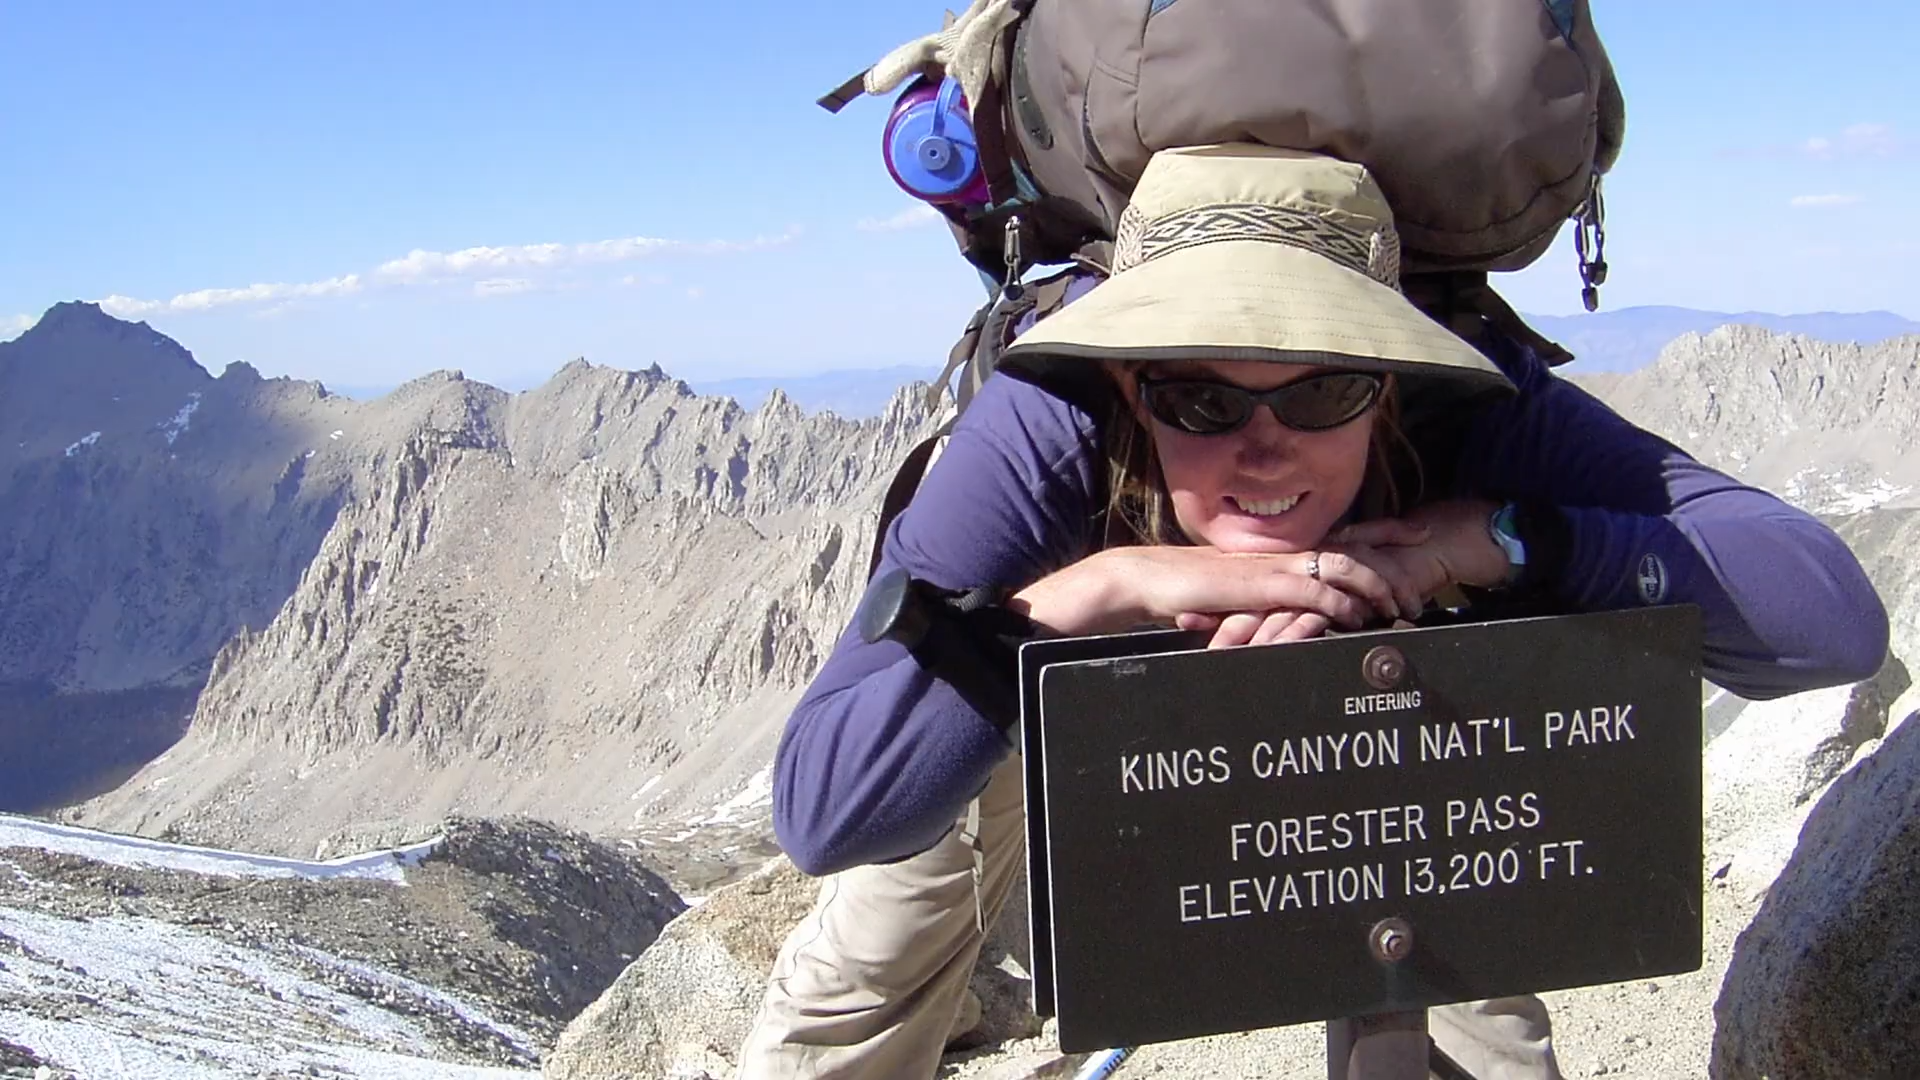 ENTERING
KINGS CANYON NAT'L PARK
FORESTER PASS
ELEVATION 13,200 FT.